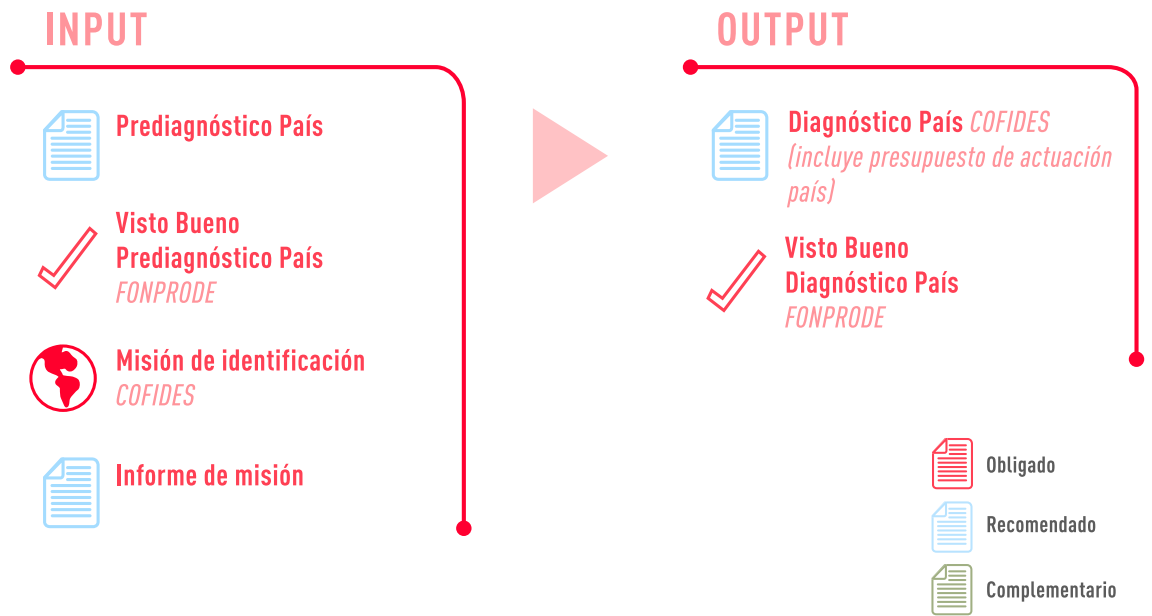 INPUT
Prediagnóstico País
Visto Bueno
Prediagnóstico País
FONPRODE
Misión de identificación
COFIDES
Informe de misión
OUTPUT
Diagnóstico País COFIDES
(incluye presupuesto de actuación
país)
Visto Bueno
Diagnóstico País
FONPRODE
Obligado
Recomendado
Complementario